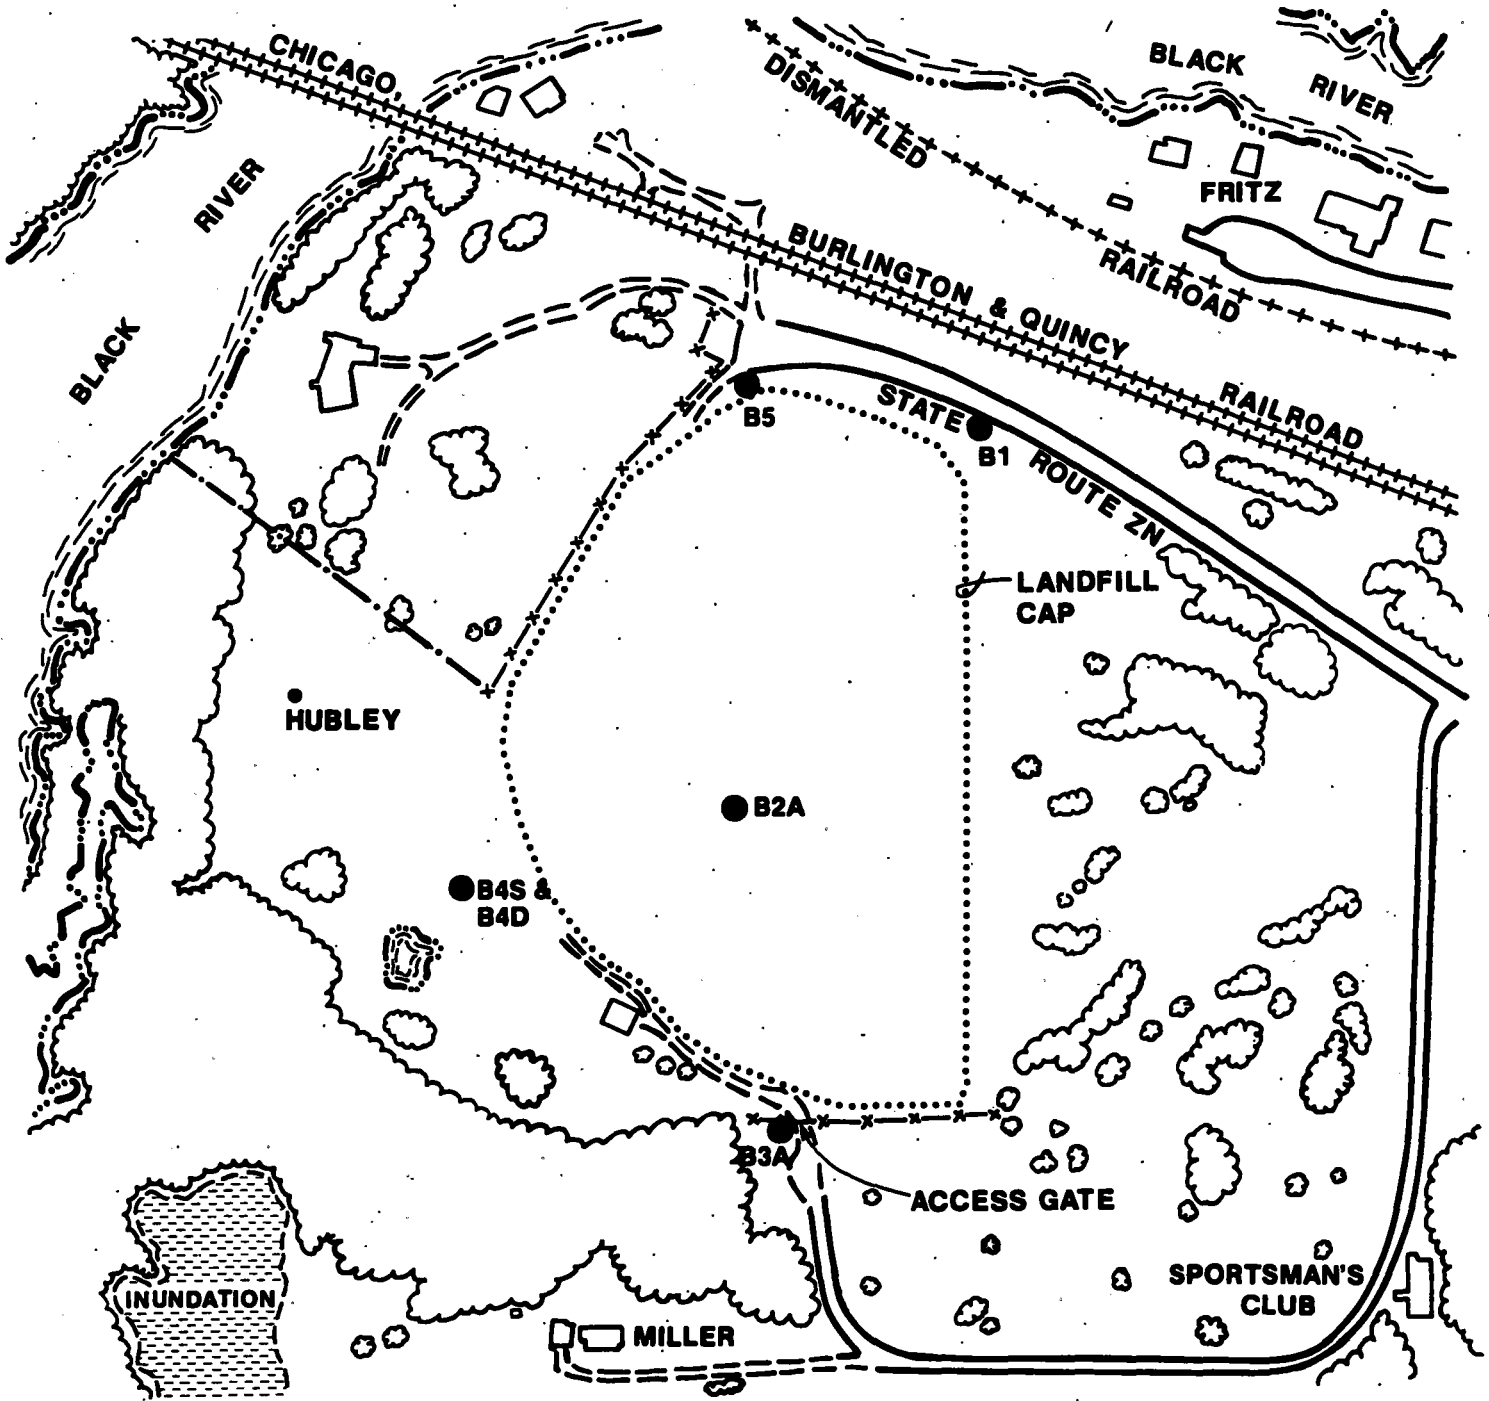 CHICAGO,
BLACK
RIVER
DISMANTLED
FRITZ
RIVER
BURLINGTON & QUINCY
RAILROAD
BLACK
RAILROAD
STATE
B5
B1
ROUTE ZN
LANDFILL
CAP
HUBLEY
B2A
B4S &
B4D
B3A
ACCESS GATE
SPORTSMAN'S
CLUB
INUNDATION
MILLER